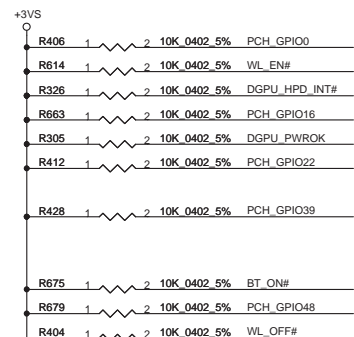 +3VS
R406 1 2 10K_0402_5% PCH_GPIO0
R614 1 2 10K_0402_5% WL_EN#
R326 1 2 10K_0402_5% DGPU_HPD_INT#
R663 1 2 10K_0402_5% PCH_GPIO16
R305 1 2 10K_0402_5% DGPU_PWROK
R412 1 2 10K_0402_5% PCH_GPIO22
R428 1 2 10K_0402_5% PCH_GPIO39
R675 1 2 10K_0402_5% BT_ON#
R679 1 2 10K_0402_5% PCH_GPIO48
R404 1 2 10K_0402_5% WL_OFF#